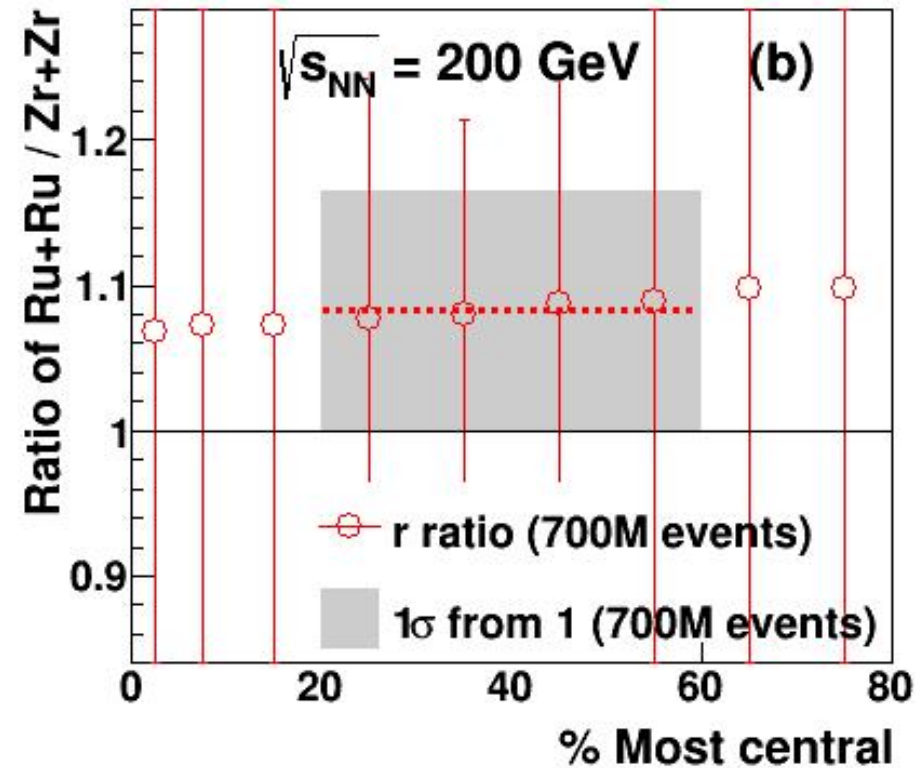 √sNN = 200 GeV (b)
Ratio of Ru+Ru / Zr+Zr
1.2
1.1
1
0.9
r ratio (700M events)
1σ from 1 (700M events)
0 20 40 60 80
% Most central